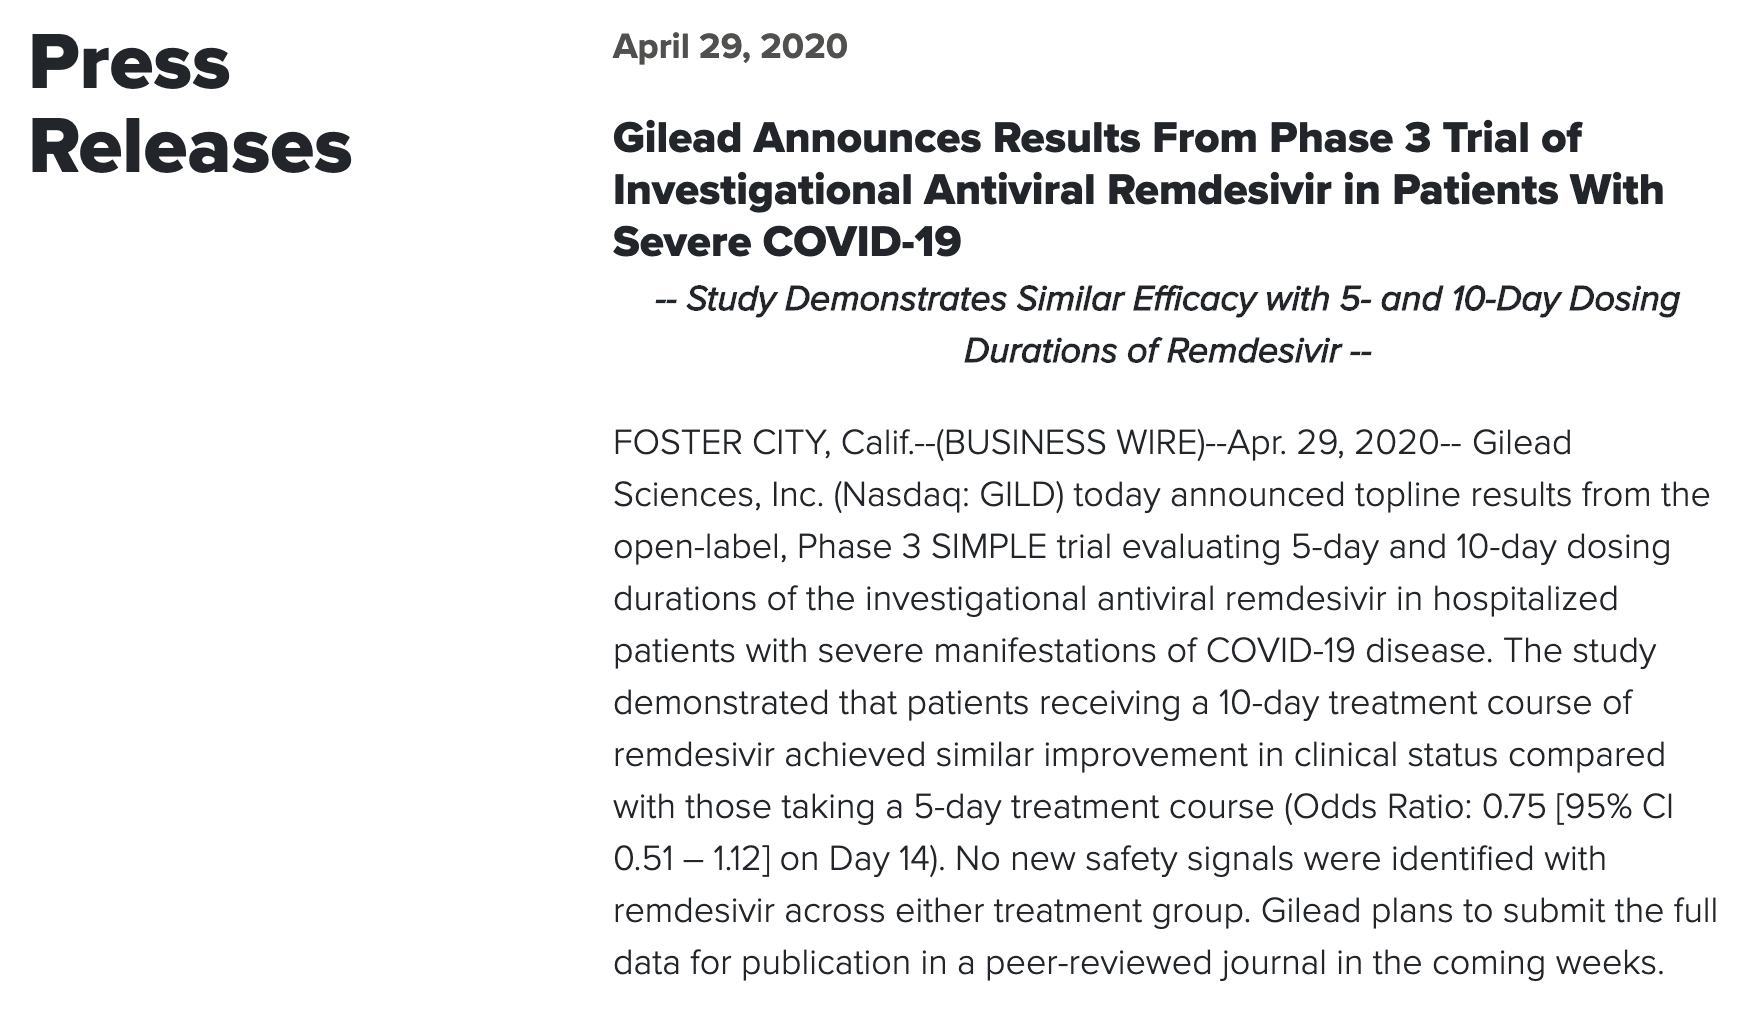 Press
Releases
April 29, 2020
Gilead Announces Results From Phase 3 Trial of
Investigational Antiviral Remdesivir in Patients With
Severe COVID-19
-- Study Demonstrates Similar Efficacy with 5- and 10-Day Dosing
Durations of Remdesivir --
FOSTER CITY, Calif.--(BUSINESS WIRE)--Apr. 29, 2020-- Gilead
Sciences, Inc. (Nasdaq: GILD) today announced topline results from the
open-label, Phase 3 SIMPLE trial evaluating 5-day and 10-day dosing
durations of the investigational antiviral remdesivir in hospitalized
patients with severe manifestations of COVID-19 disease. The study
demonstrated that patients receiving a 10-day treatment course of
remdesivir achieved similar improvement in clinical status compared
with those taking a 5-day treatment course (Odds Ratio: 0.75 [95% CI
0.51 – 1.12] on Day 14). No new safety signals were identified with
remdesivir across either treatment group. Gilead plans to submit the full
data for publication in a peer-reviewed journal in the coming weeks.